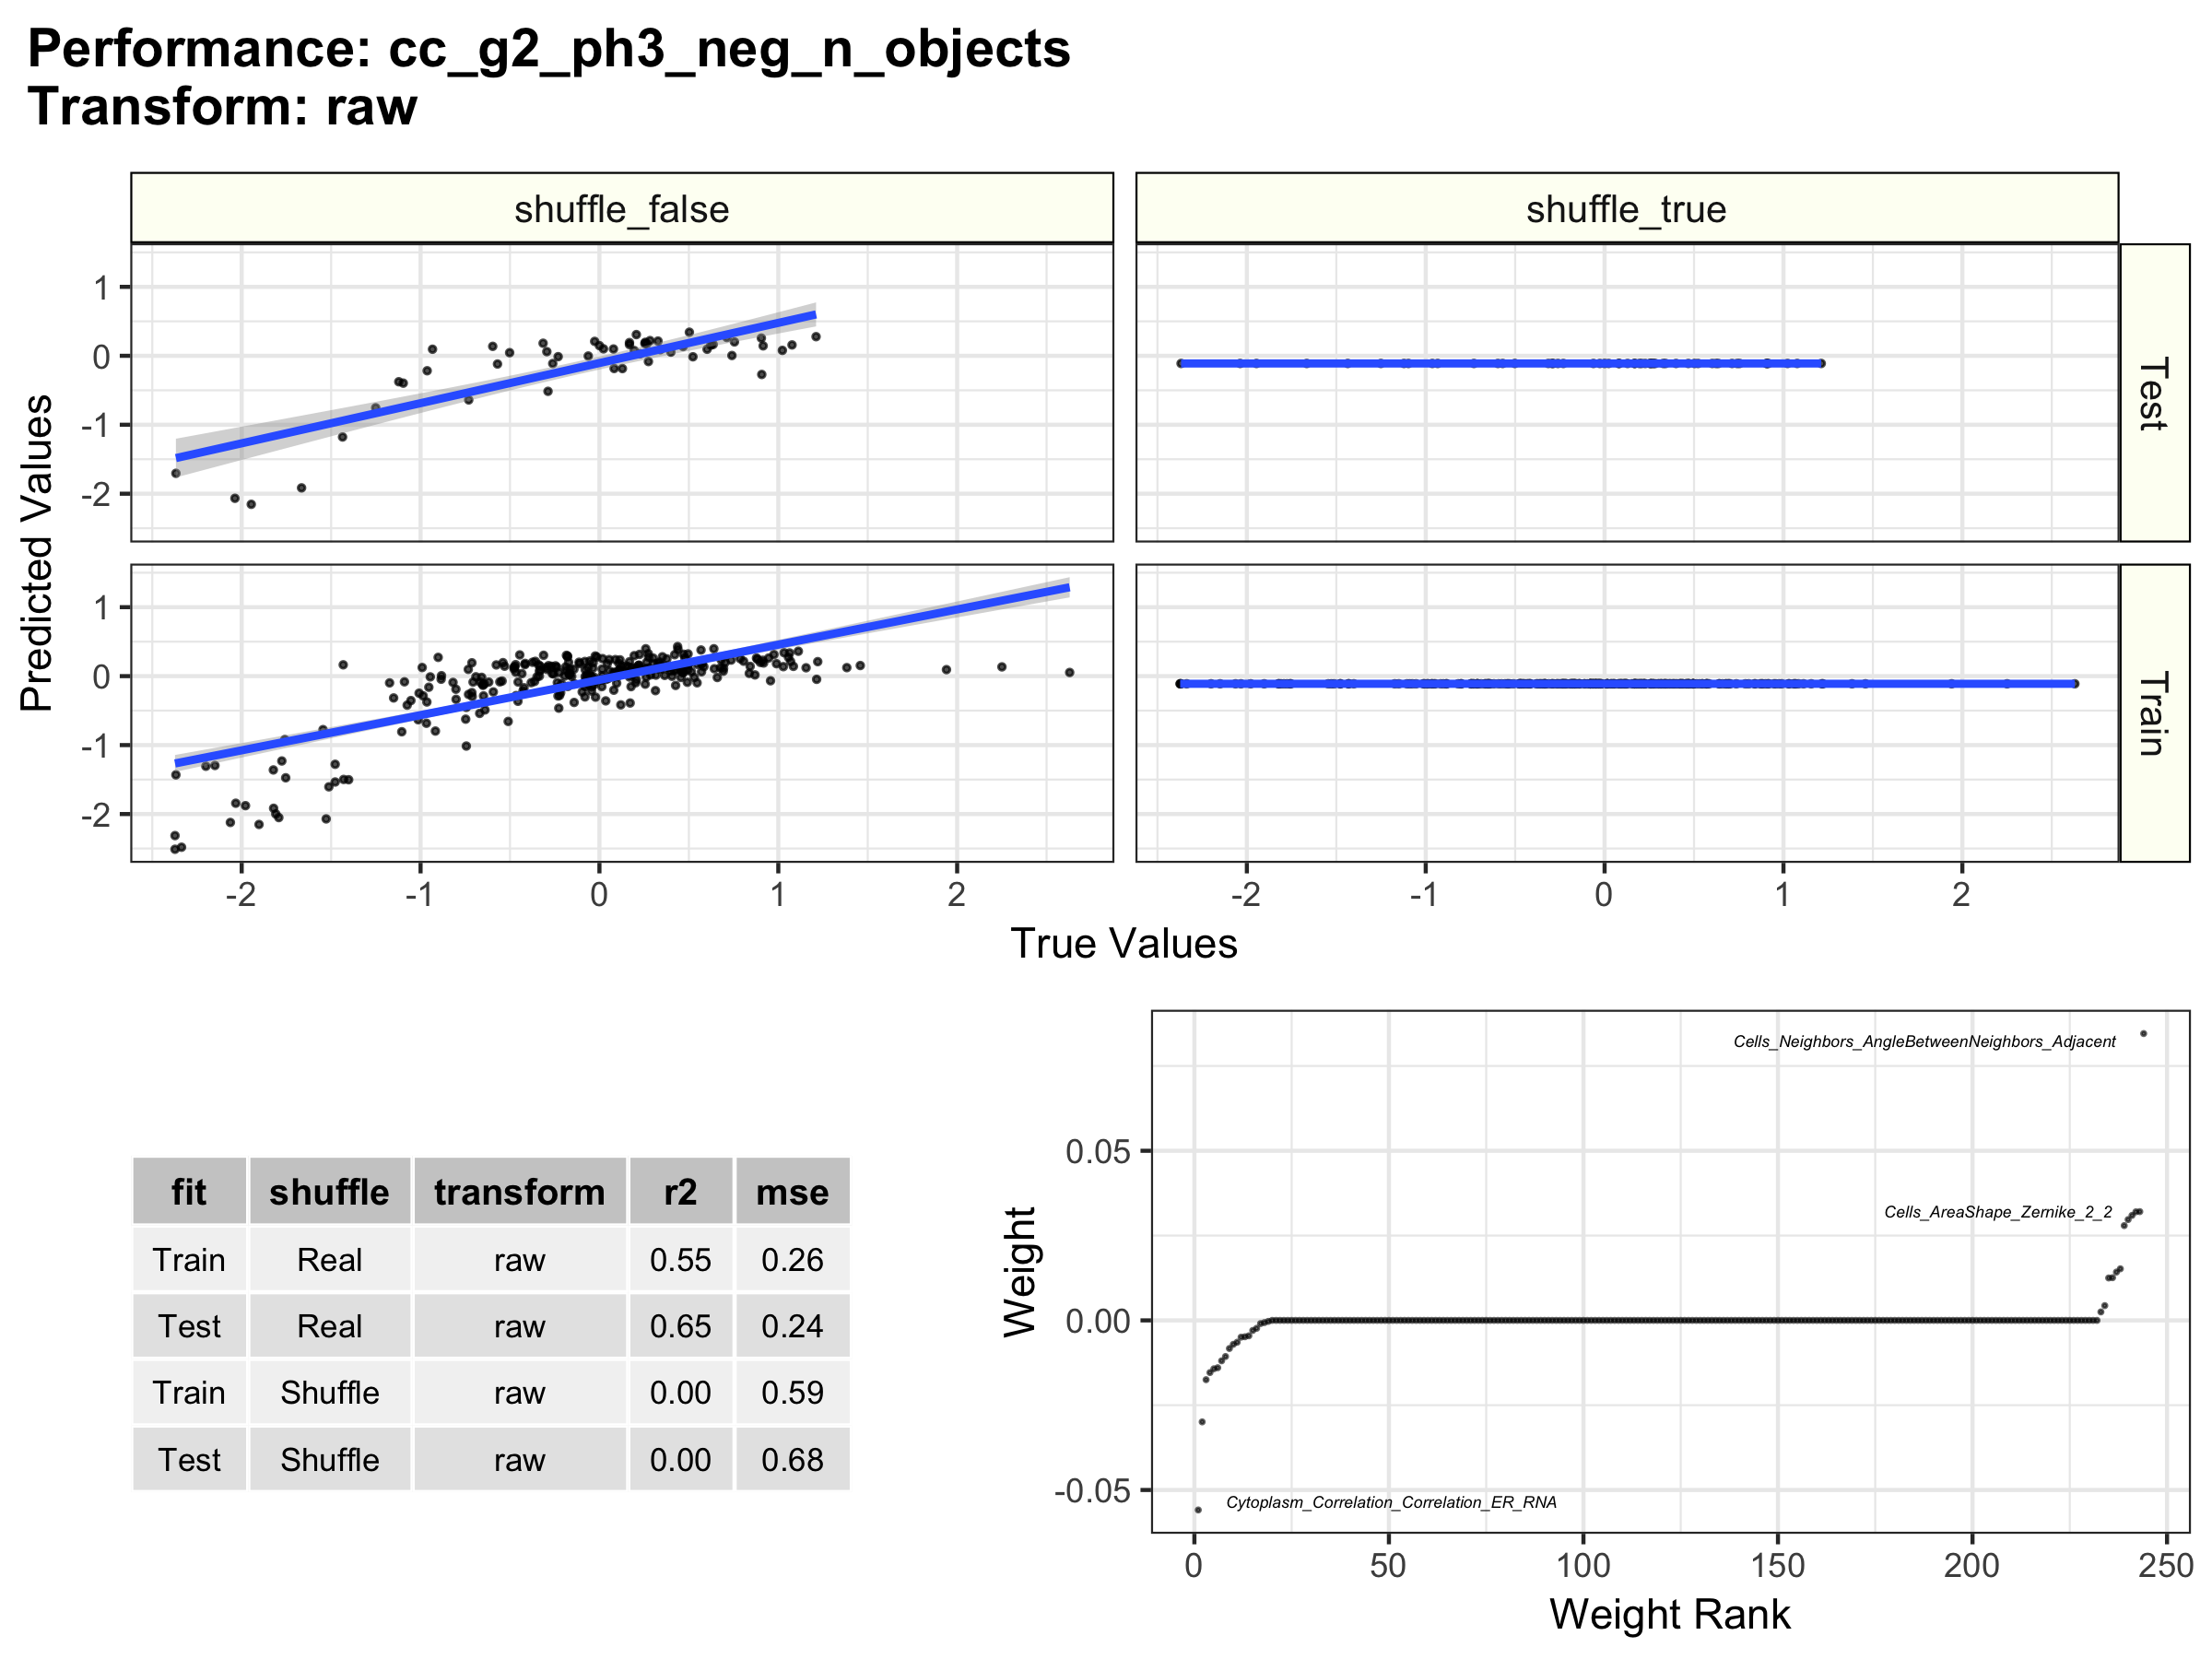 Performance: cc_g2_ph3_neg_n_objects
Transform: raw
shuffle_false
shuffle_true
1
0
-1
-2
Test
1
0
-1
-2
Train
Predicted Values
-2 -1 0 1 2
-2 -1 0 1 2
True Values
fit shuffle transform r2 mse
Train Real raw 0.55 0.26
Test Real raw 0.65 0.24
Train Shuffle raw 0.00 0.59
Test Shuffle raw 0.00 0.68
Cells_Neighbors_AngleBetweenNeighbors_Adjacent
Cells_AreaShape_Zernike_2_2
Cytoplasm_Correlation_Correlation_ER_RNA
0.05
0.00
-0.05
Weight
0 50 100 150 200 250
Weight Rank